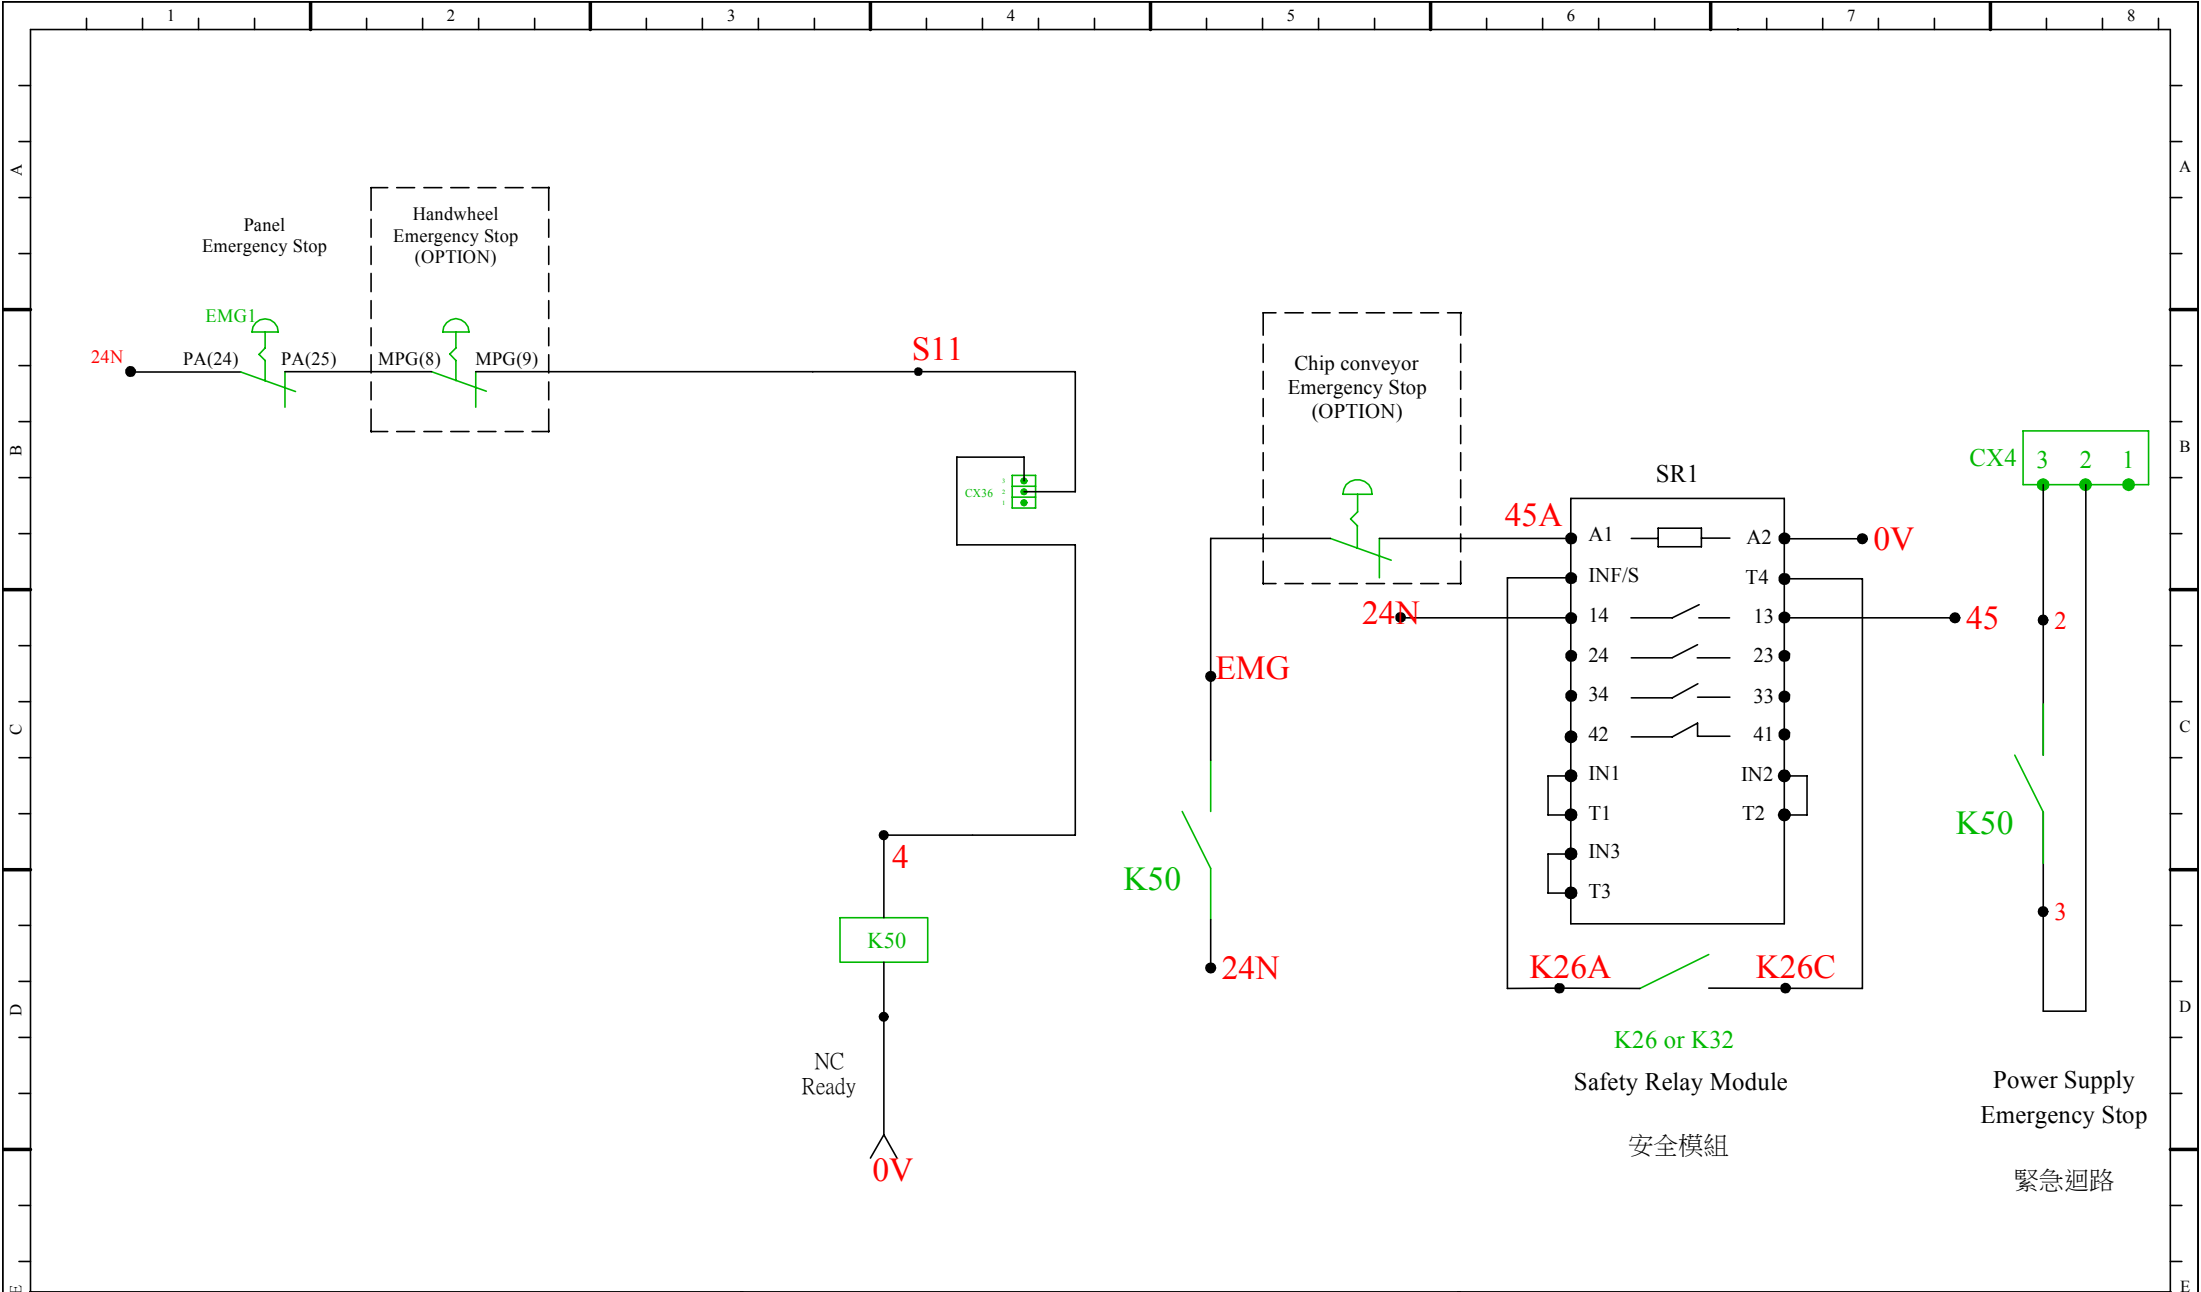 1 2 3 4 5 6 7 8
A A
Panel
Emergency Stop
Handwheel
Emergency Stop
(OPTION)
EMG1
24N
PA(24)
PA(25)
MPG(8)
MPG(9)
S11
Chip conveyor
Emergency Stop
(OPTION)
B B
CX36
2
1
CX4 3 2 1
SR1
45A
A1 A2
0V
INF/S T4
24N
14 13
45
2
24 23
EMG
34 33
C C
42 41
IN1 IN2
T1 T2
K50
4
IN3
K50
T3
3
K50
24N
K26A K26C
D D
K26 or K32
NC
Ready
Safety Relay Module
Power Supply
Emergency Stop
安全模組
0V
緊急迴路
E E